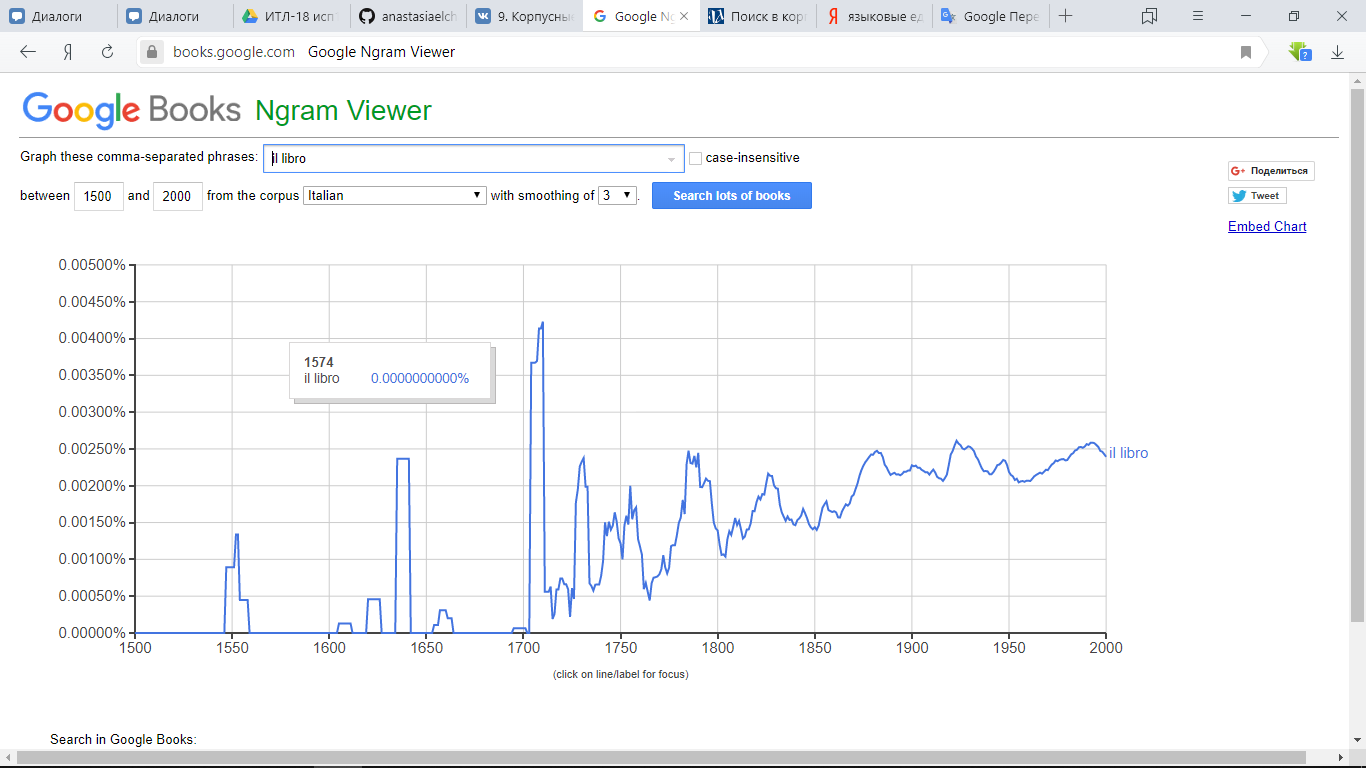 Диалоги
Диалоги
ИТЛ-18 исп
anastasiaelch
9. Корпусны
Google Ng
Поиск в кор
языковые ед
Google Пере
books.google.com Google Ngram Viewer
Google Books Ngram Viewer
Graph these comma-separated phrases: il libro case-insensitive
between 1500 and 2000 from the corpus Italian with smoothing of 3 . Search lots of books
G+ Поделиться
Tweet
Embed Chart
0.00500%
0.00450%
0.00400%
0.00350%
0.00300%
0.00250%
0.00200%
0.00150%
0.00100%
0.00050%
0.00000%
1574
il libro 0.0000000000%
il libro
1500 1550 1600 1650 1700 1750 1800 1850 1900 1950 2000
(click on line/label for focus)
Search in Google Books: